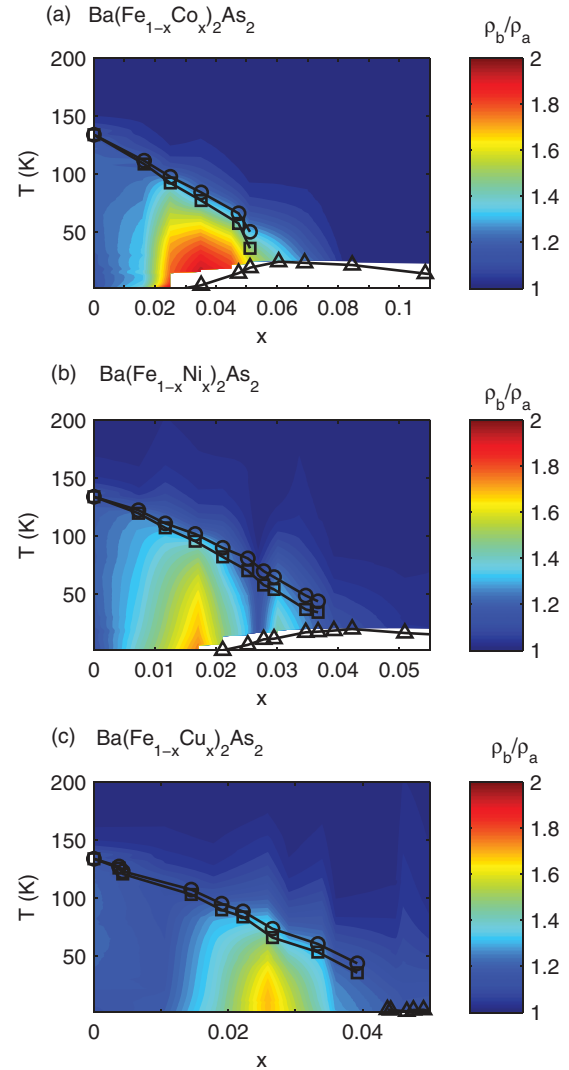 (a) Ba(Fe₁₋ₓCoₓ)₂As₂
ρb/ρa
200
150
100
50
T (K)
0 0.02 0.04 0.06 0.08 0.1
x
2
1.8
1.6
1.4
1.2
1
(b) Ba(Fe₁₋ₓNiₓ)₂As₂
ρb/ρa
200
150
100
50
T (K)
0 0.01 0.02 0.03 0.04 0.05
x
2
1.8
1.6
1.4
1.2
1
(c) Ba(Fe₁₋ₓCuₓ)₂As₂
ρb/ρa
200
150
100
50
T (K)
0 0.02 0.04
x
2
1.8
1.6
1.4
1.2
1